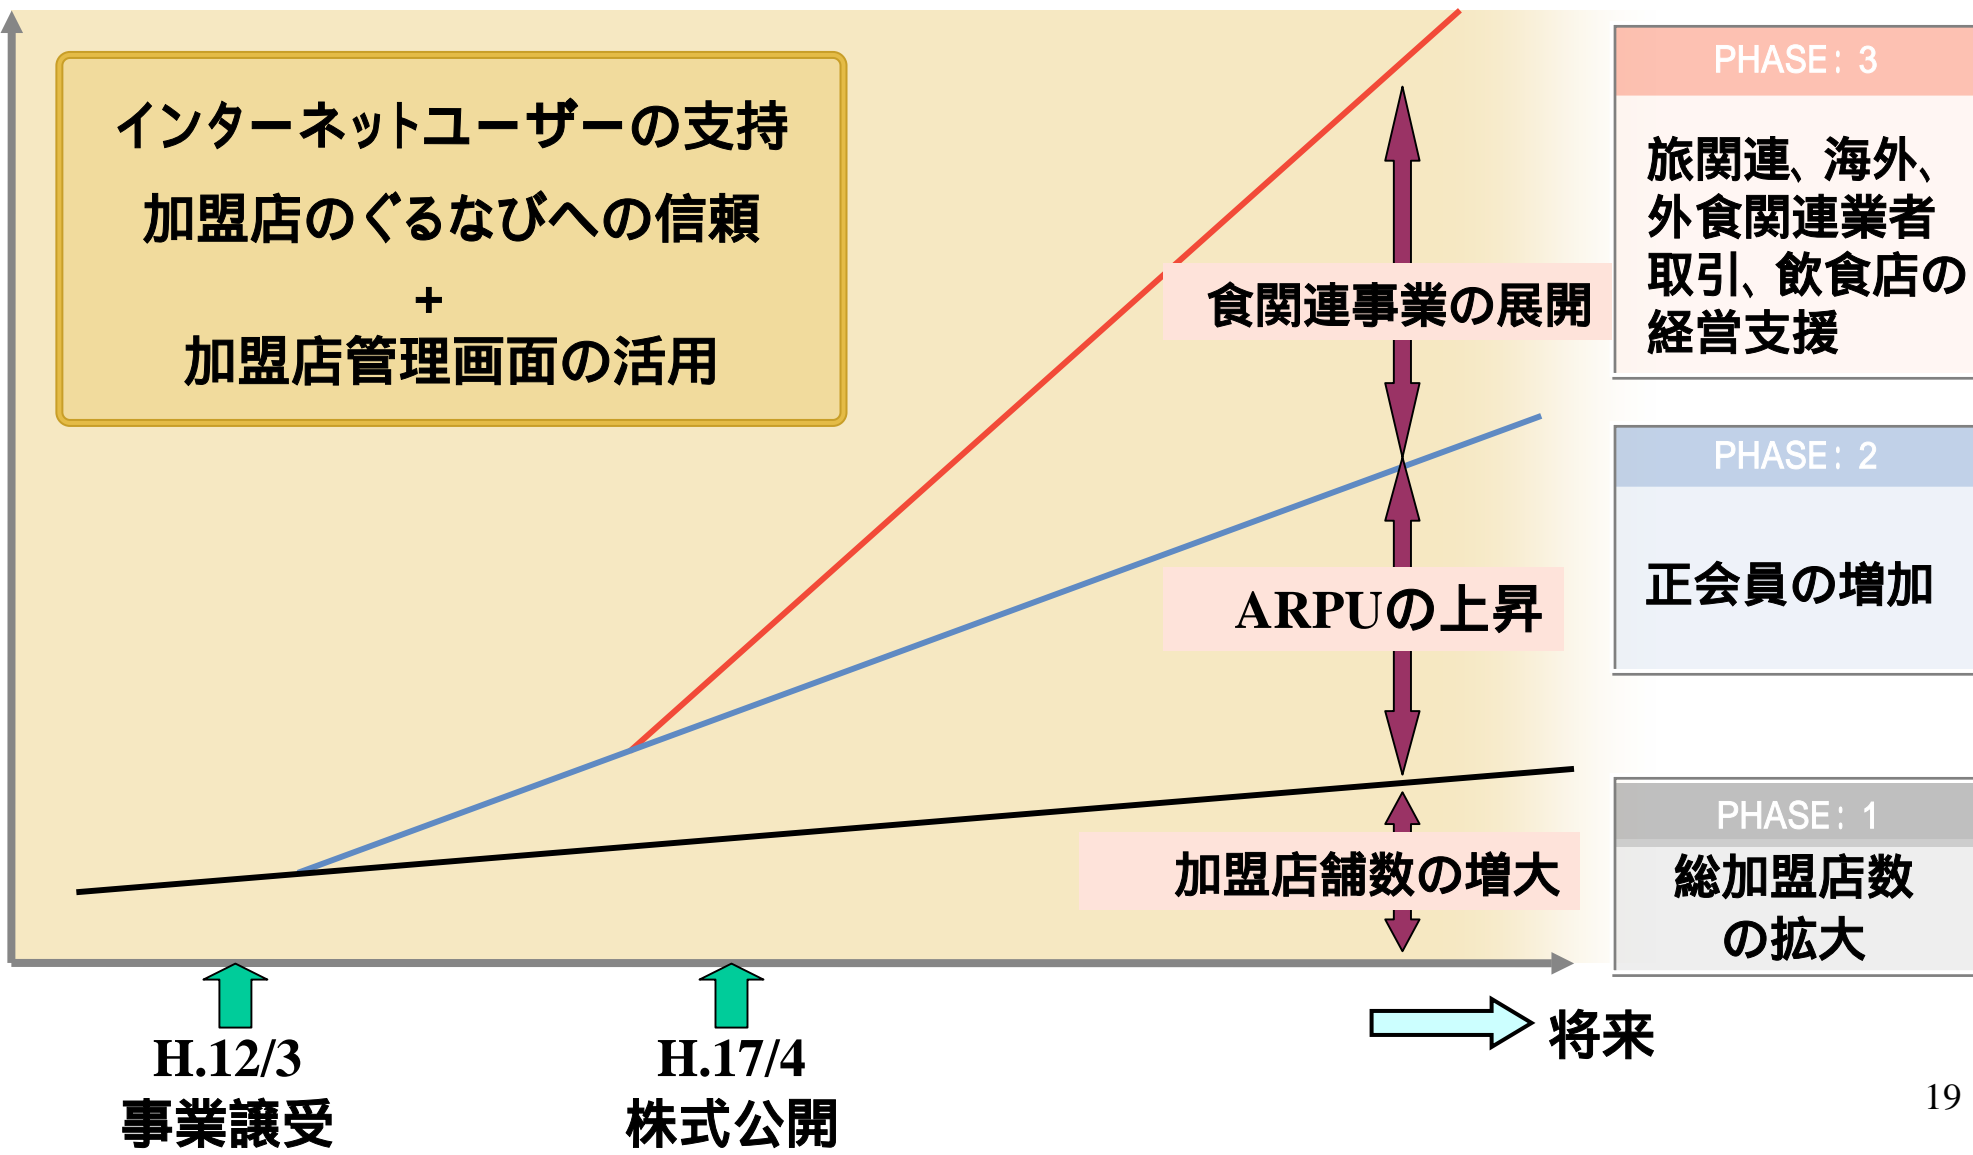 インターネットユーザーの支持
加盟店のぐるなびへの信頼
+
加盟店管理画面の活用
食関連事業の展開
ARPUの上昇
加盟店舗数の増大
PHASE: 3
旅関連、海外、
外食関連業者
取引、飲食店の
経営支援
PHASE: 2
正会員の増加
PHASE: 1
総加盟店数
の拡大
H.12/3
事業譲受
H.17/4
株式公開
将来
19